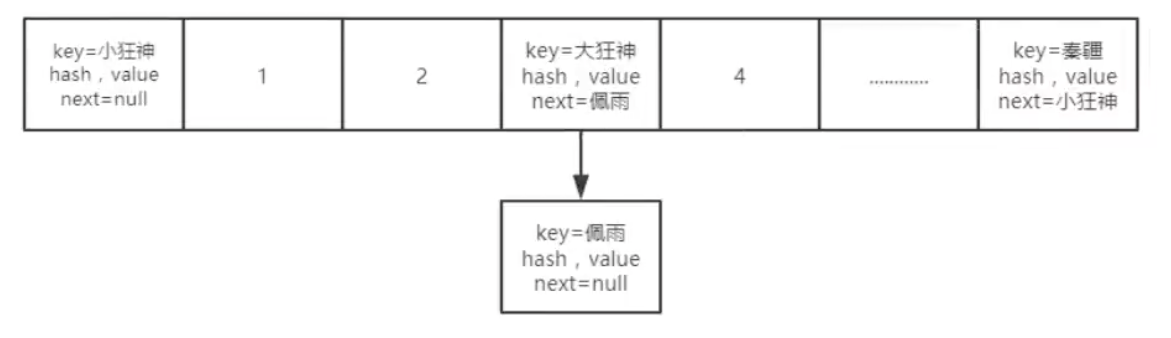 key=小狂神
hash，value
next=null
1
2
key=大狂神
hash，value
next=佩雨
4
............
key=秦疆
hash，value
next=小狂神
key=佩雨
hash，value
next=null